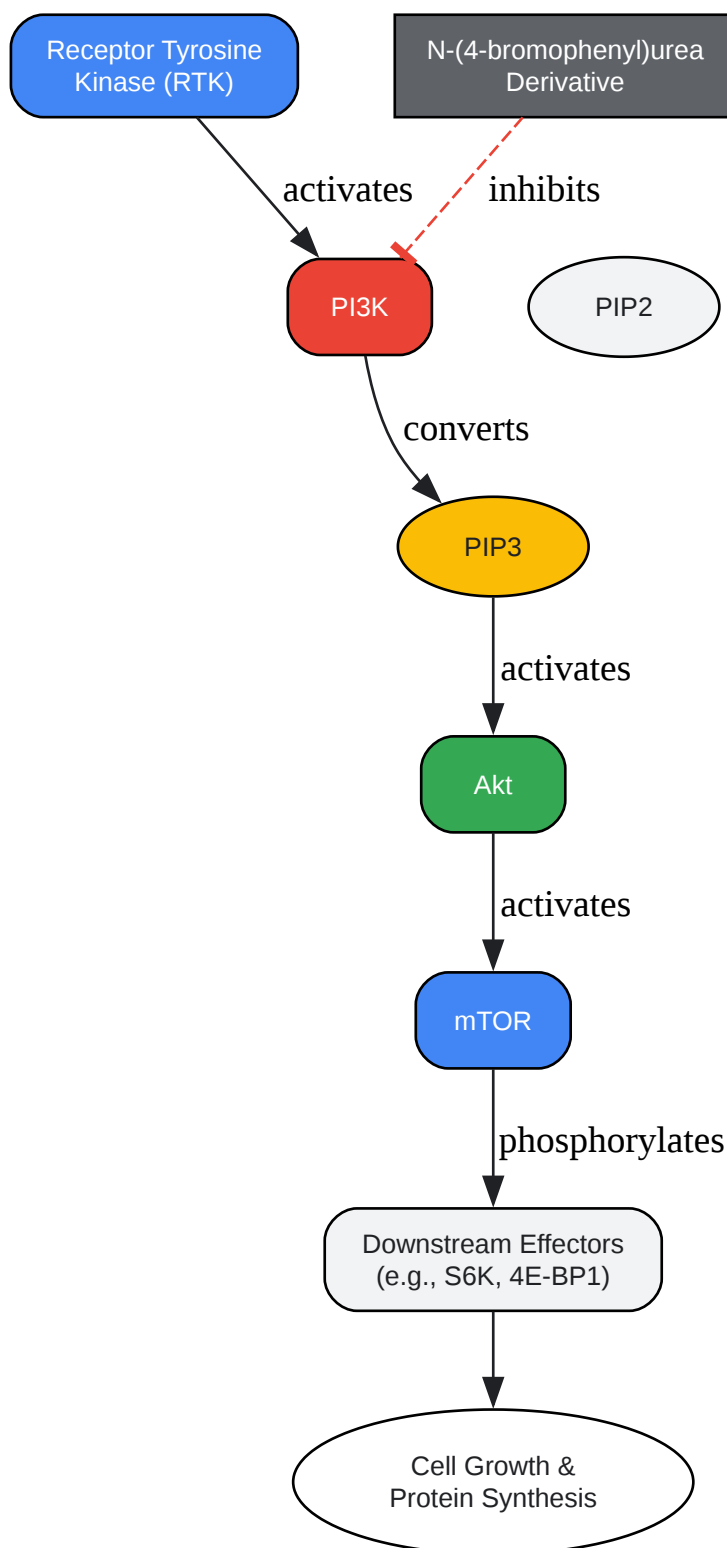 Receptor Tyrosine
Kinase (RTK)
N-(4-bromophenyl)urea
Derivative
activates
inhibits
PI3K
PIP2
converts
PIP3
activates
Akt
activates
mTOR
phosphorylates
Downstream Effectors
(e.g., S6K, 4E-BP1)
Cell Growth &
Protein Synthesis